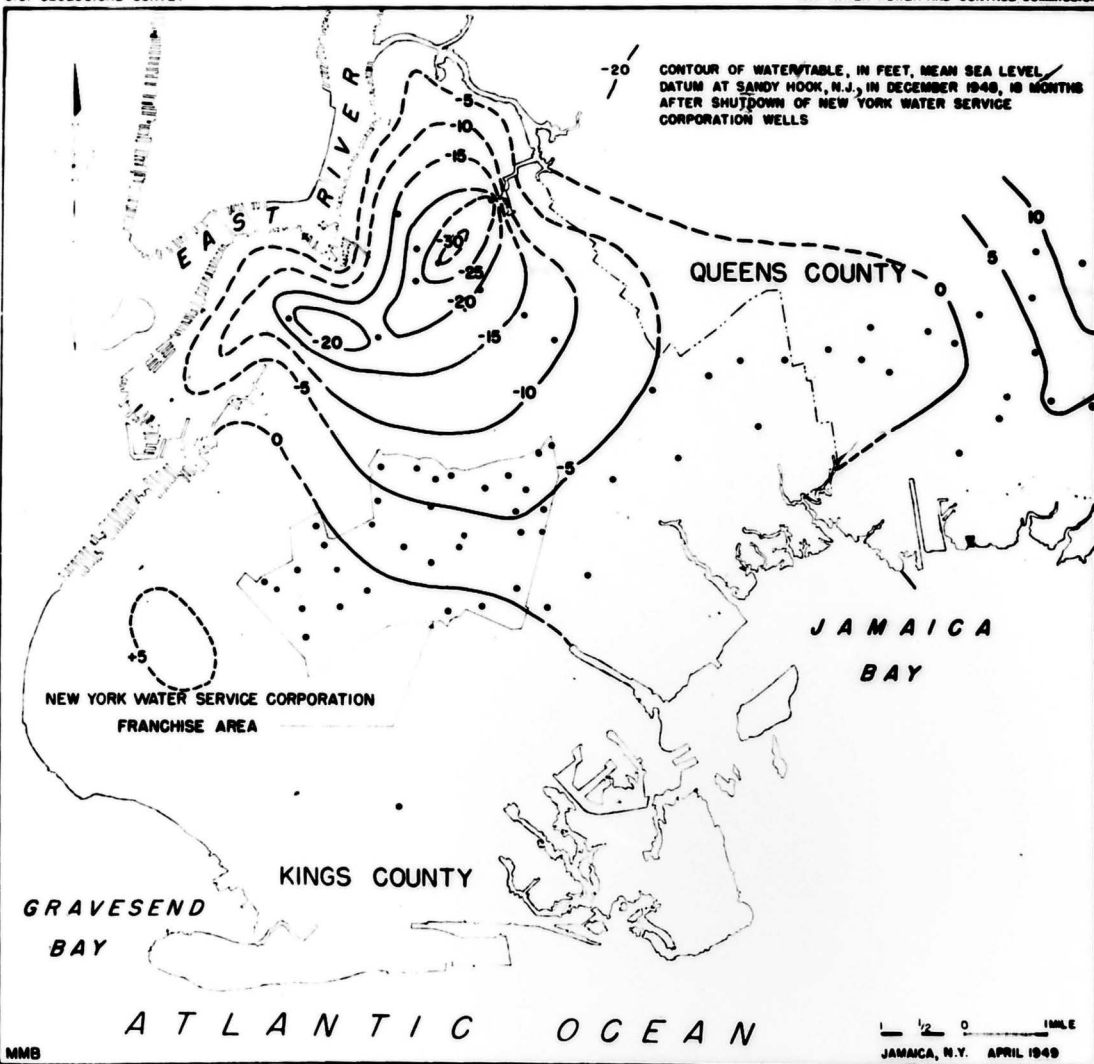 -20 CONTOUR OF WATER TABLE, IN FEET, MEAN SEA LEVEL,
DATUM AT SANDY HOOK, N.J., IN DECEMBER 1948, 18 MONTHS
AFTER SHUTDOWN OF NEW YORK WATER SERVICE
CORPORATION WELLS
EAST RIVER
-5
-10
-15
-30
-25
-20
-15
-20
-10
-5
-5
0
QUEENS COUNTY
0
5
10
+5
NEW YORK WATER SERVICE CORPORATION
FRANCHISE AREA
JAMAICA
BAY
KINGS COUNTY
GRAVESEND
BAY
ATLANTIC OCEAN
1 1/2 0 1 MILE
MMB
JAMAICA, N.Y. APRIL 1949